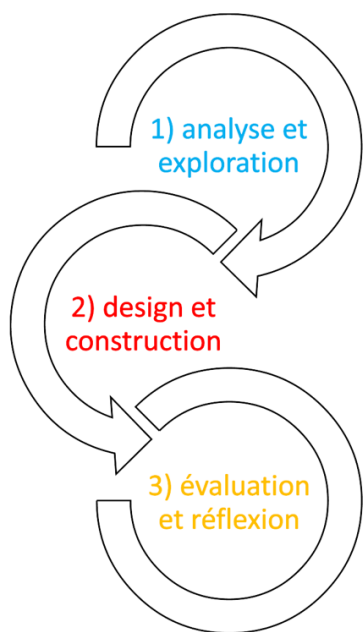 1) analyse et
exploration
2) design et
construction
3) évaluation
et réflexion